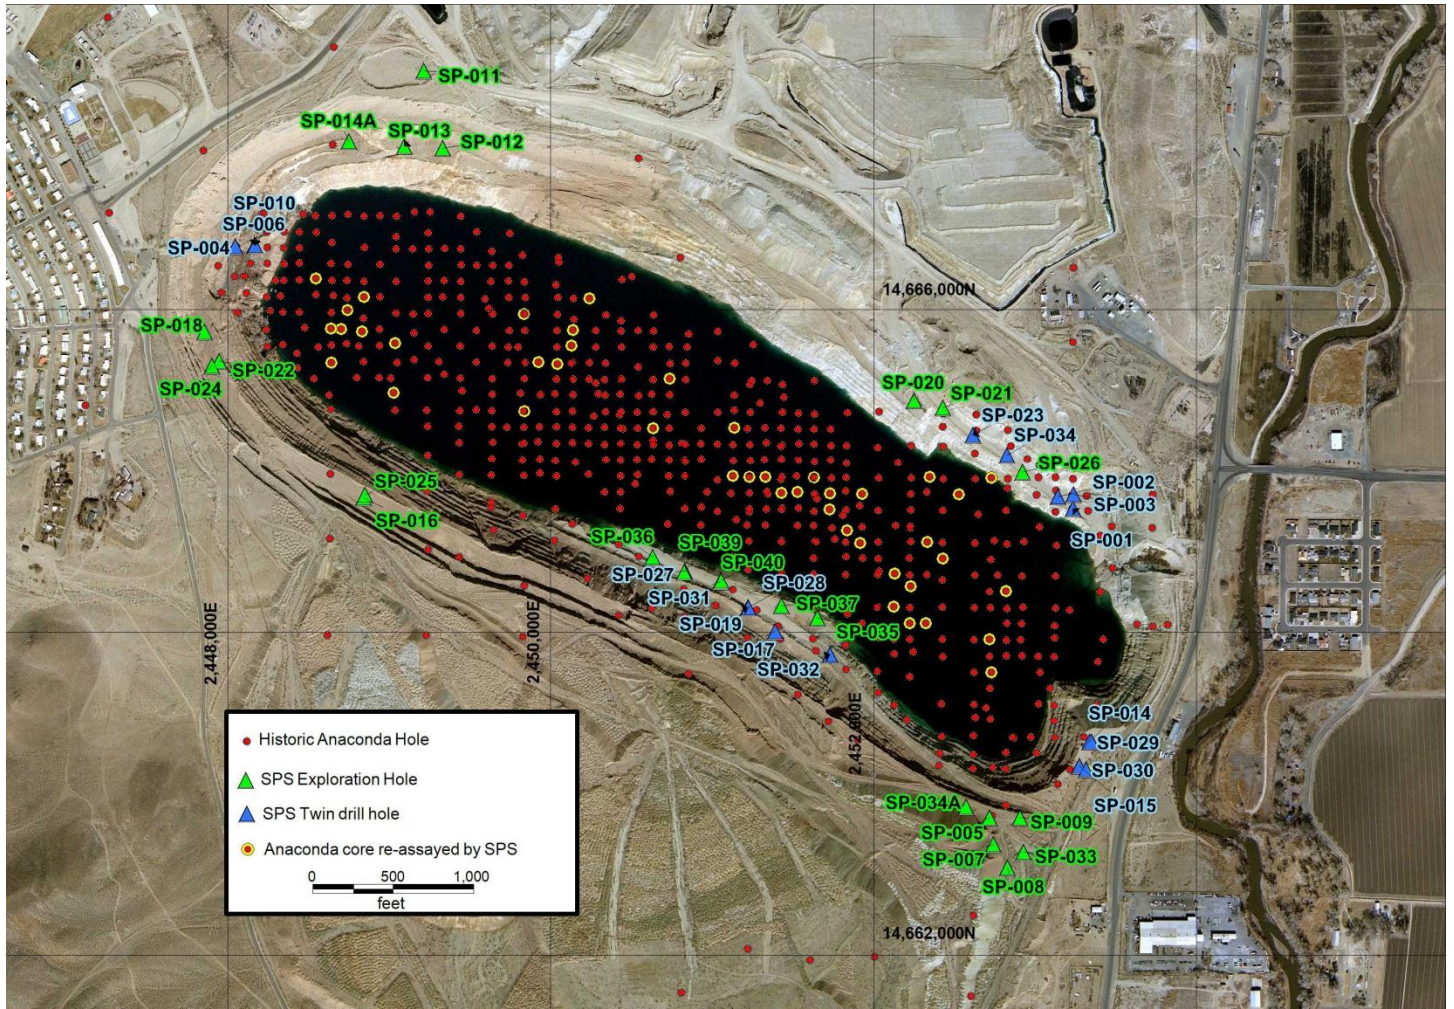 SP-011
SP-014A
SP-013
SP-012
SP-010
SP-006
SP-004
14,666,000N
SP-018
SP-022
SP-024
SP-020
SP-021
SP-023
SP-034
SP-026
SP-002
SP-003
SP-001
SP-025
SP-016
SP-036
SP-039
SP-040
SP-027
SP-028
SP-031
SP-037
SP-019
SP-035
SP-017
SP-032
2,448,000E
2,450,000E
2,452,000E
SP-014
SP-029
SP-030
SP-015
SP-034A
SP-009
SP-005
SP-007
SP-033
SP-008
14,662,000N
Historic Anaconda Hole
SPS Exploration Hole
SPS Twin drill hole
Anaconda core re-assayed by SPS
0 500 1,000
feet